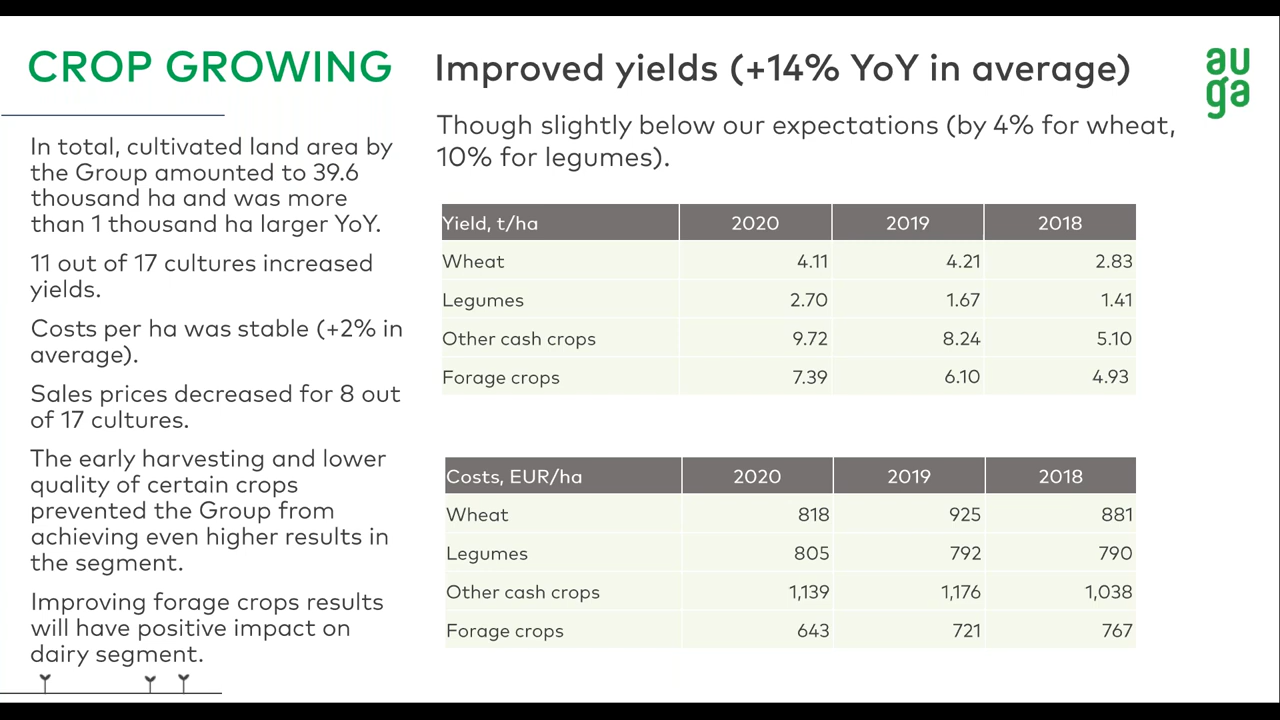 CROP GROWING
In total, cultivated land area by
the Group amounted to 39.6
thousand ha and was more
than 1 thousand ha larger YoY.
11 out of 17 cultures increased
yields.
Costs per ha was stable (+2% in
average).
Sales prices decreased for 8 out
of 17 cultures.
The early harvesting and lower
quality of certain crops
prevented the Group from
achieving even higher results in
the segment.
Improving forage crops results
will have positive impact on
dairy segment.
Improved yields (+14% YoY in average)
Though slightly below our expectations (by 4% for wheat,
10% for legumes).
Yield, t/ha 2020 2019 2018
Wheat 4.11 4.21 2.83
Legumes 2.70 1.67 1.41
Other cash crops 9.72 8.24 5.10
Forage crops 7.39 6.10 4.93
Costs, EUR/ha 2020 2019 2018
Wheat 818 925 881
Legumes 805 792 790
Other cash crops 1,139 1,176 1,038
Forage crops 643 721 767
au
ga